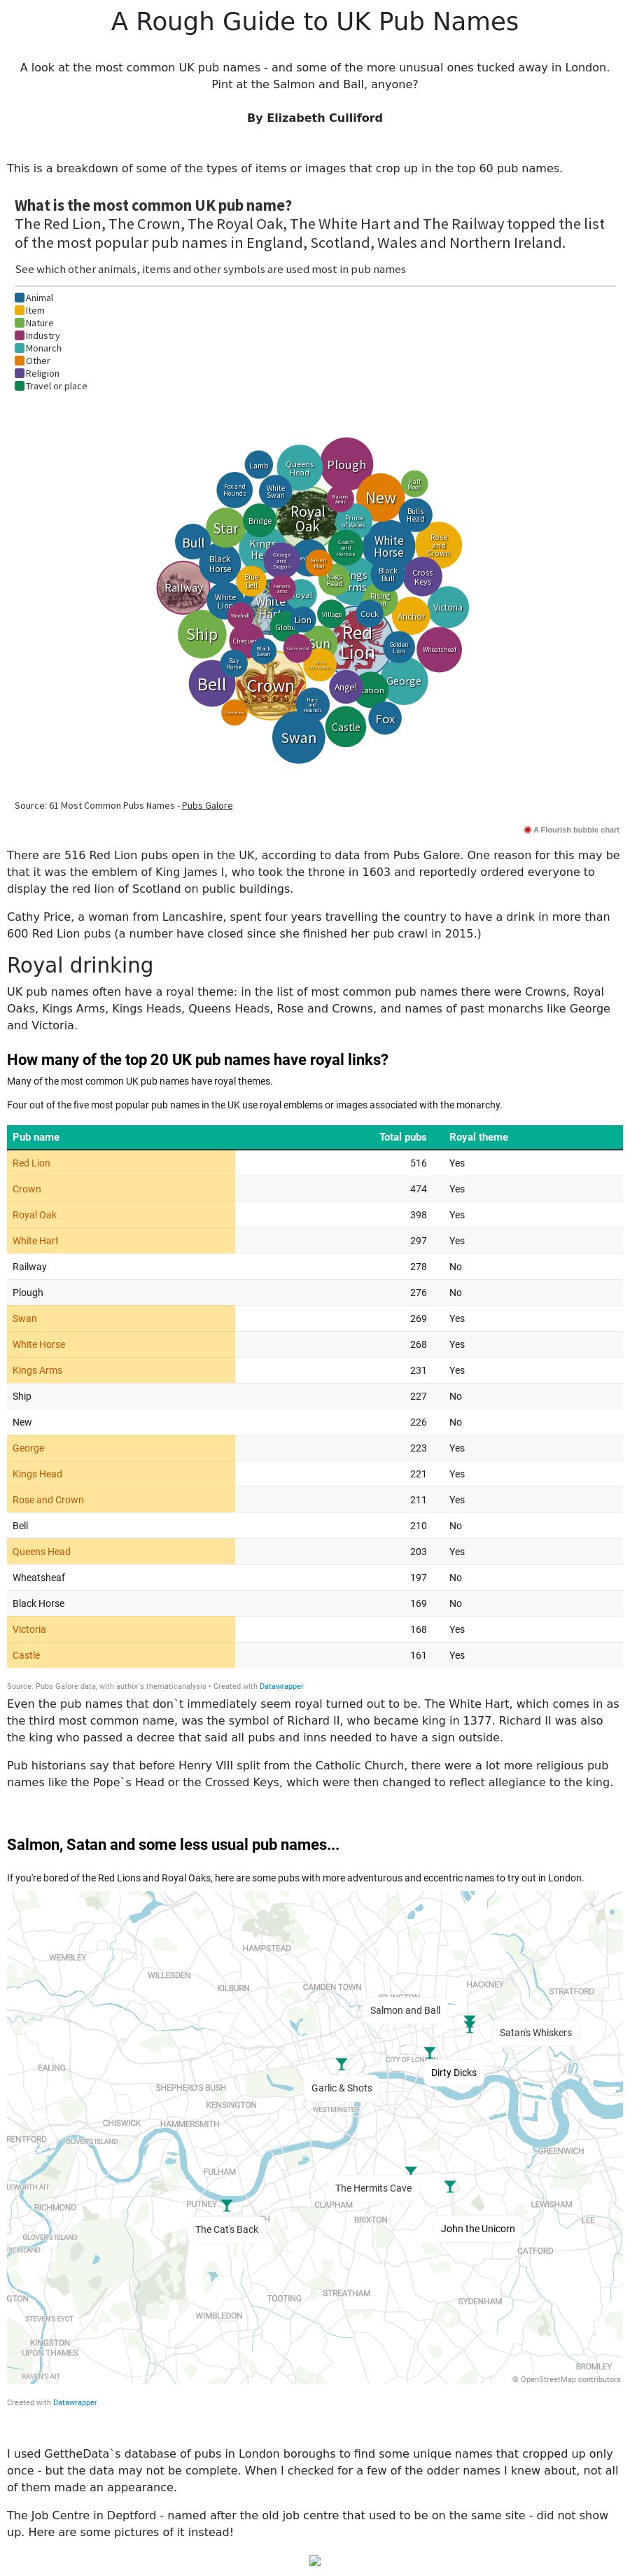 A Rough Guide to UK Pub Names
A look at the most common UK pub names - and some of the more unusual ones tucked away in London.
Pint at the Salmon and Ball, anyone?
By Elizabeth Culliford
This is a breakdown of some of the types of items or images that crop up in the top 60 pub names.
What is the most common UK pub name?
The Red Lion, The Crown, The Royal Oak, The White Hart and The Railway topped the list
of the most popular pub names in England, Scotland, Wales and Northern Ireland.
See which other animals, items and other symbols are used most in pub names
Animal
Item
Nature
Industry
Monarch
Other
Religion
Travel or place
Lamb
Queens
Head
Plough
Fox and
Hounds
White
Swan
Masons
Arms
New
Half
Moon
Royal
Oak
Bulls
Head
Star
Bridge
Prince
of Wales
Bull
Kings
George
and
Dragon
Green
Man
Coach
and
Horses
White
Horse
Rose
and
Crown
Black
Horse
Blue
Bell
Nags
Head
Black
Bull
Cross
Keys
Railway
White
Lion
Farmers
Arms
White
Rising
Windmill
Lion
Village
Cock
Anchor
Victoria
Ship
Sun
Red
Lion
Golden
Lion
Wheatsheaf
Black
Swan
Bay
Horse
Bell
Crown
Angel
George
Hare
and
Hounds
Fox
Swan
Castle
Source: 61 Most Common Pubs Names - Pubs Galore
A Flourish bubble chart
There are 516 Red Lion pubs open in the UK, according to data from Pubs Galore. One reason for this may be
that it was the emblem of King James I, who took the throne in 1603 and reportedly ordered everyone to
display the red lion of Scotland on public buildings.
Cathy Price, a woman from Lancashire, spent four years travelling the country to have a drink in more than
600 Red Lion pubs (a number have closed since she finished her pub crawl in 2015.)
Royal drinking
UK pub names often have a royal theme: in the list of most common pub names there were Crowns, Royal
Oaks, Kings Arms, Kings Heads, Queens Heads, Rose and Crowns, and names of past monarchs like George
and Victoria.
How many of the top 20 UK pub names have royal links?
Many of the most common UK pub names have royal themes.
Four out of the five most popular pub names in the UK use royal emblems or images associated with the monarchy.
Pub name Total pubs Royal theme
Red Lion 516 Yes
Crown 474 Yes
Royal Oak 398 Yes
White Hart 297 Yes
Railway 278 No
Plough 276 No
Swan 269 Yes
White Horse 268 Yes
Kings Arms 231 Yes
Ship 227 No
New 226 No
George 223 Yes
Kings Head 221 Yes
Rose and Crown 211 Yes
Bell 210 No
Queens Head 203 Yes
Wheatsheaf 197 No
Black Horse 169 No
Victoria 168 Yes
Castle 161 Yes
Source: Pubs Galore data, with author's thematicanalysis • Created with Datawrapper
Even the pub names that don`t immediately seem royal turned out to be. The White Hart, which comes in as
the third most common name, was the symbol of Richard II, who became king in 1377. Richard II was also
the king who passed a decree that said all pubs and inns needed to have a sign outside.
Pub historians say that before Henry VIII split from the Catholic Church, there were a lot more religious pub
names like the Pope`s Head or the Crossed Keys, which were then changed to reflect allegiance to the king.
Salmon, Satan and some less usual pub names...
If you're bored of the Red Lions and Royal Oaks, here are some pubs with more adventurous and eccentric names to try out in London.
HAMPSTEAD
WEMBLEY
WILLESDEN
KILBURN
CAMDEN TOWN
HACKNEY
STRATFORD
Salmon and Ball
Satan's Whiskers
CITY OF
EALING
Dirty Dicks
SHEPHERD'S BUSH
Garlic & Shots
KENSINGTON
WESTMINSTER
CHISWICK
HAMMERSMITH
OLIVER'S ISLAND
GREENWICH
FULHAM
The Hermits Cave
RICHMOND
PUTNEY
CLAPHAM
LEWISHAM
BRIXTON
LEE
The Cat's Back
John the Unicorn
GLOVER'S ISLAND
CATFORD
STREATHAM
TOOTING
SYDENHAM
WIMBLEDON
STEVEN'S EYOT
KINGSTON
UPON THAMES
BROMLEY
RAVEN'S AIT
© OpenStreetMap contributors
Created with Datawrapper
I used GettheData`s database of pubs in London boroughs to find some unique names that cropped up only
once - but the data may not be complete. When I checked for a few of the odder names I knew about, not all
of them made an appearance.
The Job Centre in Deptford - named after the old job centre that used to be on the same site - did not show
up. Here are some pictures of it instead!